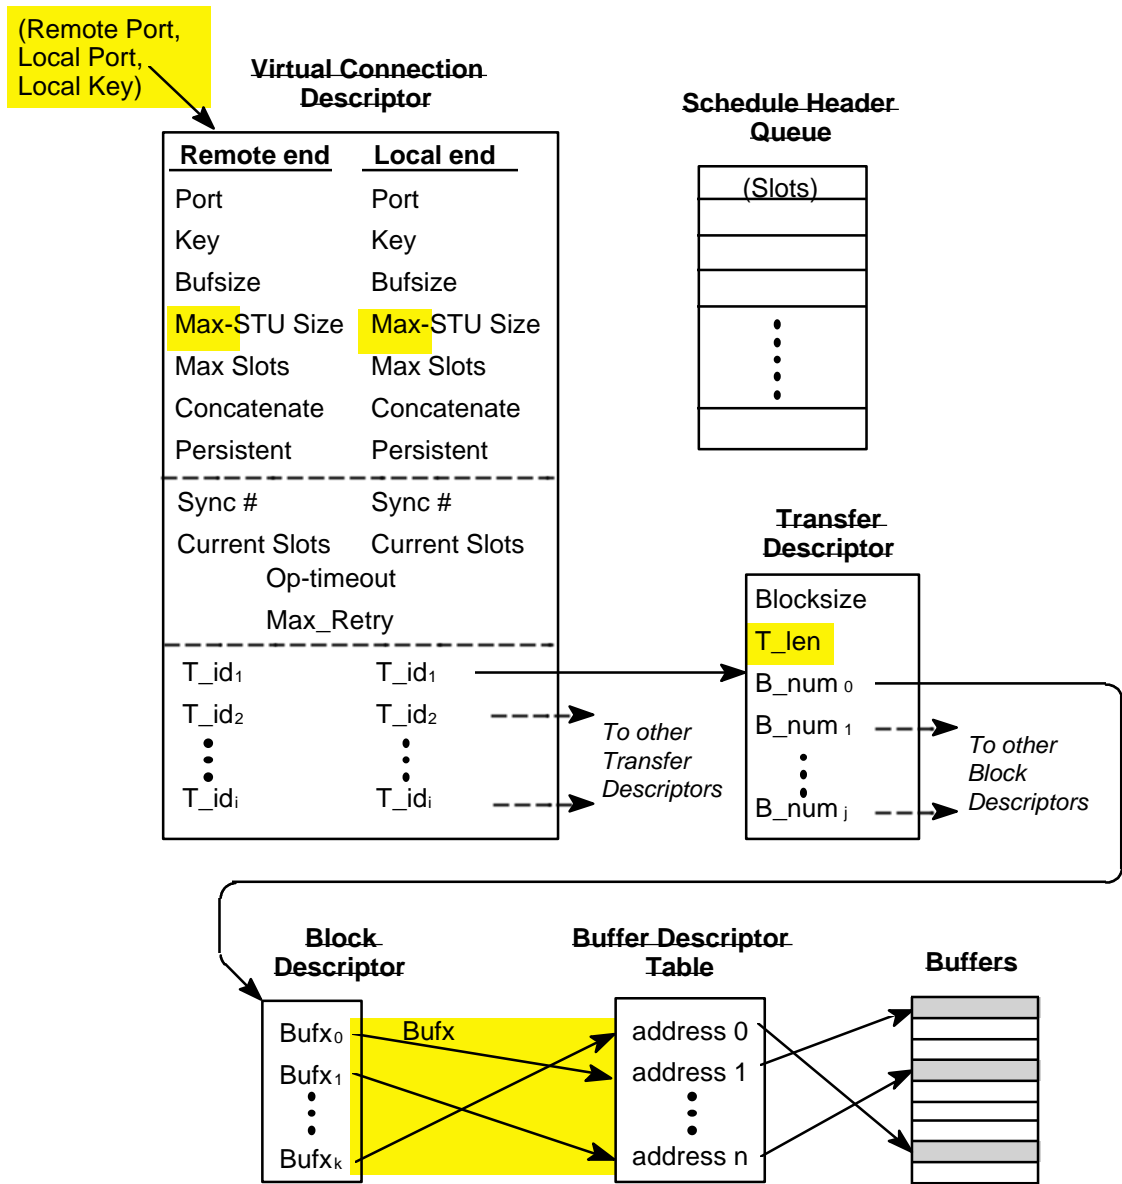 (Remote Port,
Local Port,
Local Key)
Virtual Connection
Descriptor
Remote end Local end
Port Port
Key Key
Bufsize Bufsize
Max-STU Size Max-STU Size
Max Slots Max Slots
Concatenate Concatenate
Persistent Persistent
Sync # Sync #
Current Slots Current Slots
Op-timeout
Max_Retry
T_id1 T_id1
T_id2 T_id2
T_idi T_idi
To other
Transfer
Descriptors
Schedule Header
Queue
(Slots)
Transfer
Descriptor
Blocksize
T_len
B_num 0
B_num 1
B_num j
To other
Block
Descriptors
Block
Descriptor
Bufx0
Bufx1
Bufxk
Bufx
Buffer Descriptor
Table
address 0
address 1
address n
Buffers